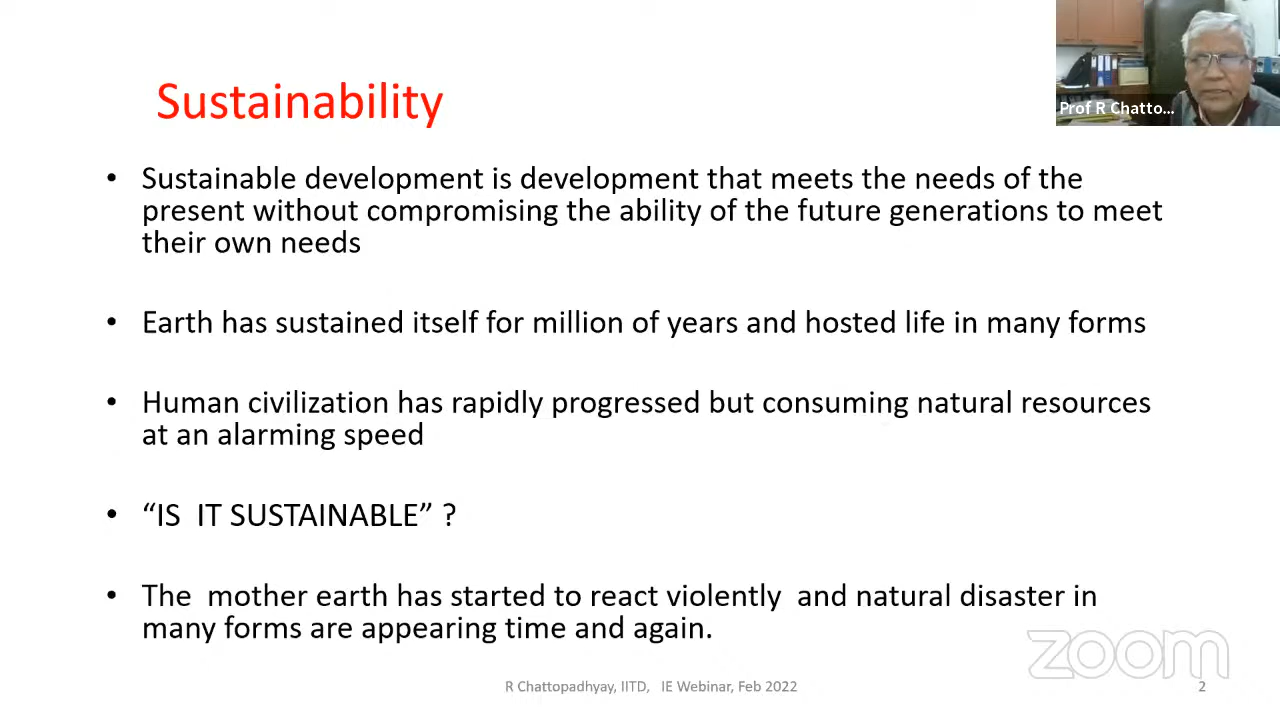 Sustainability
Prof R Chatto...
• Sustainable development is development that meets the needs of the
present without compromising the ability of the future generations to meet
their own needs
• Earth has sustained itself for million of years and hosted life in many forms
• Human civilization has rapidly progressed but consuming natural resources
at an alarming speed
• “IS  IT SUSTAINABLE” ?
• The  mother earth has started to react violently  and natural disaster in
many forms are appearing time and again.
zoom
R Chattopadhyay, IITD,   IE Webinar, Feb 2022
2